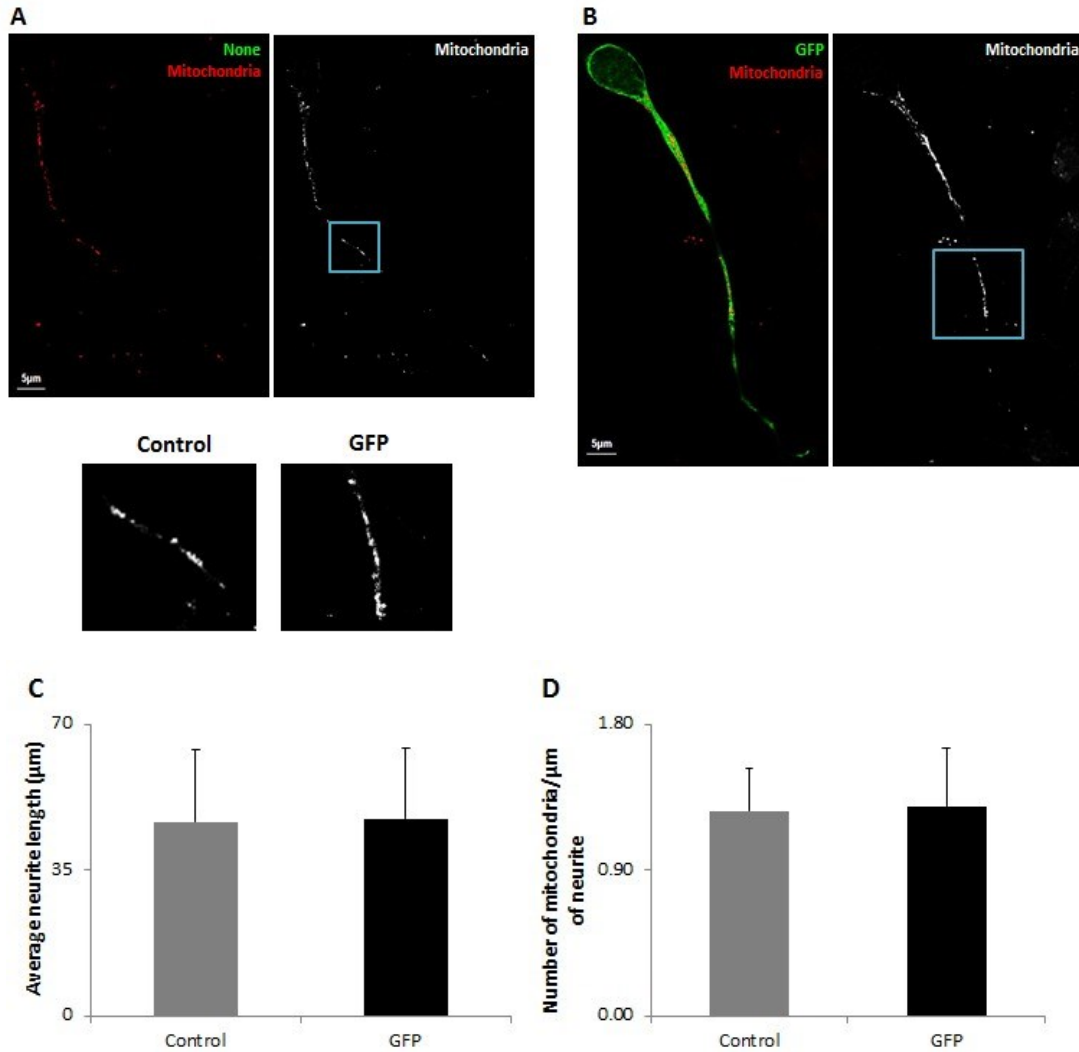 A
None
Mitochondria
Mitochondria
5µm
B
GFP
Mitochondria
Mitochondria
5µm
Control
GFP
C
Average neurite length (µm)
70
35
0
Control
GFP
D
Number of mitochondria/µm
of neurite
1.80
0.90
0.00
Control
GFP